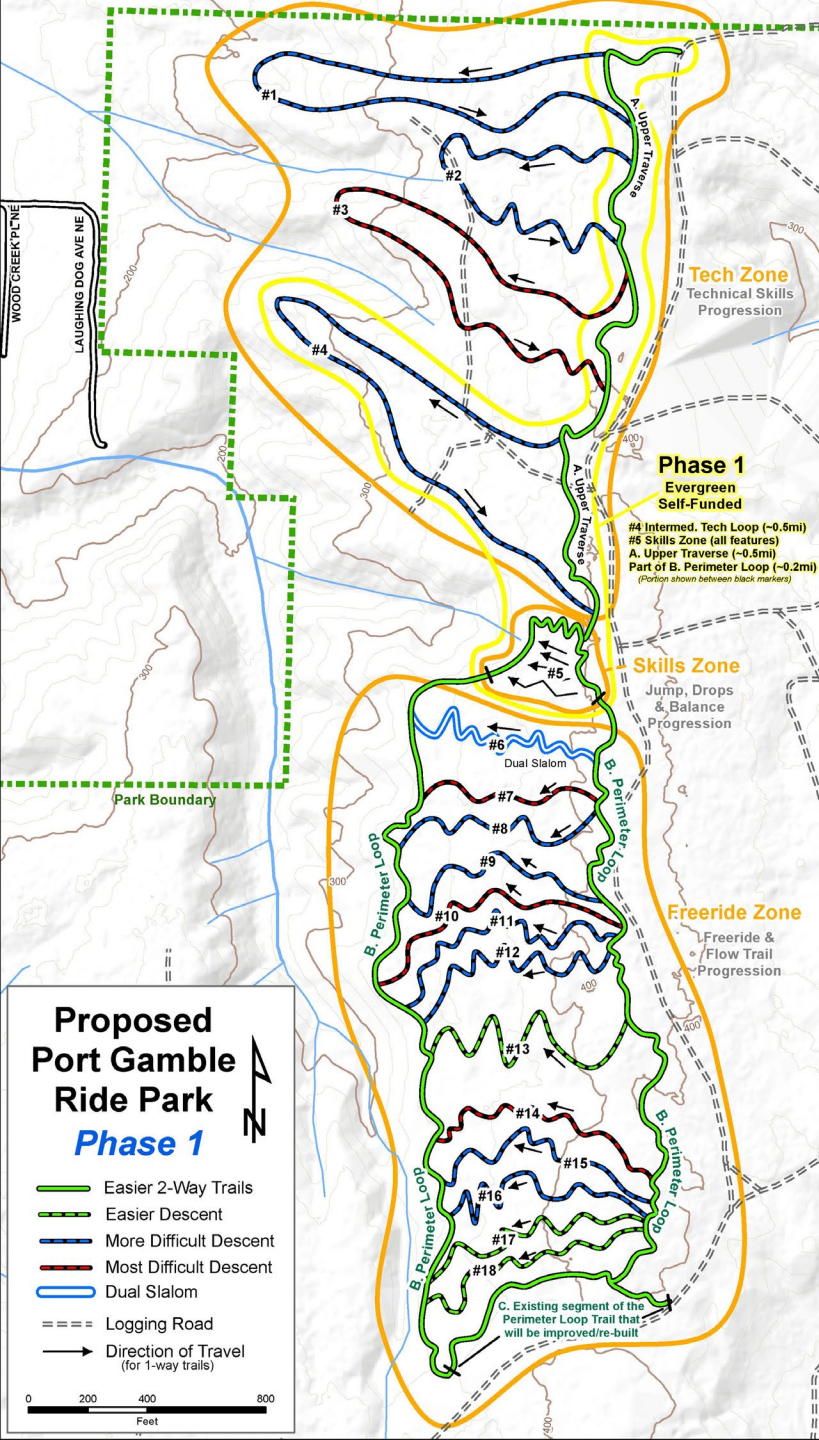 #1
A. Upper Traverse
#2
#3
WOOD CREEK PL NE
LAUGHING DOG AVE NE
200
300
Tech Zone
Technical Skills
Progression
#4
400
200
300
A. Upper Traverse
Phase 1
Evergreen
Self-Funded
#4 Intermed. Tech Loop (~0.5mi)
#5 Skills Zone (all features)
A. Upper Traverse (~0.5mi)
Part of B. Perimeter Loop (~0.2mi)
(Portion shown between black markers)
300
#5
Skills Zone
Jump, Drops
& Balance
Progression
#6
Dual Slalom
Park Boundary
#7
#8
B. Perimeter Loop
B. Perimeter Loop
#9
300
#10
#11
#12
Freeride Zone
Freeride &
Flow Trail
Progression
400
400
#13
#14
#15
#16
B. Perimeter Loop
B. Perimeter Loop
#17
#18
C. Existing segment of the
Perimeter Loop Trail that
will be improved/re-built
400
Proposed
Port Gamble
Ride Park
Phase 1
N
Easier 2-Way Trails
Easier Descent
More Difficult Descent
Most Difficult Descent
Dual Slalom
Logging Road
Direction of Travel
(for 1-way trails)
0 200 400 800
Feet